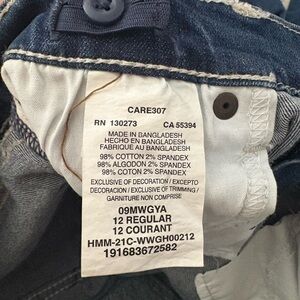 CARE307
RN 130273 CA 55394
MADE IN BANGLADESH
HECHO EN BANGLADESH
FABRIQUE AU BANGLADESH
98% COTTON 2% SPANDEX
98% ALGODON 2% SPANDEX
98% COTON 2% SPANDEX
EXCLUSIVE OF DECORATION / EXCEPTO
DECORACION / EXCLUSIVE OF TRIMMING /
GARNITURE NON COMPRISE
09MWGYA
12 REGULAR
12 COURANT
HMM-21C-WWGH00212
191683672582